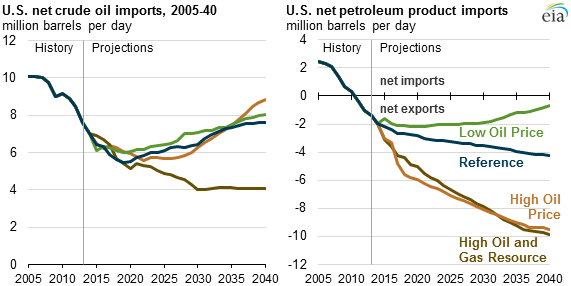 U.S. net crude oil imports, 2005-40
million barrels per day
12
10
8
6
4
2
0
History
Projections
2005 2010 2015 2020 2025 2030 2035 2040
U.S. net petroleum product imports
million barrels per day
eia
4
2
0
-2
-4
-6
-8
-10
-12
History
Projections
net imports
net exports
Low Oil Price
Reference
High Oil
Price
High Oil and
Gas Resource
2005 2010 2015 2020 2025 2030 2035 2040